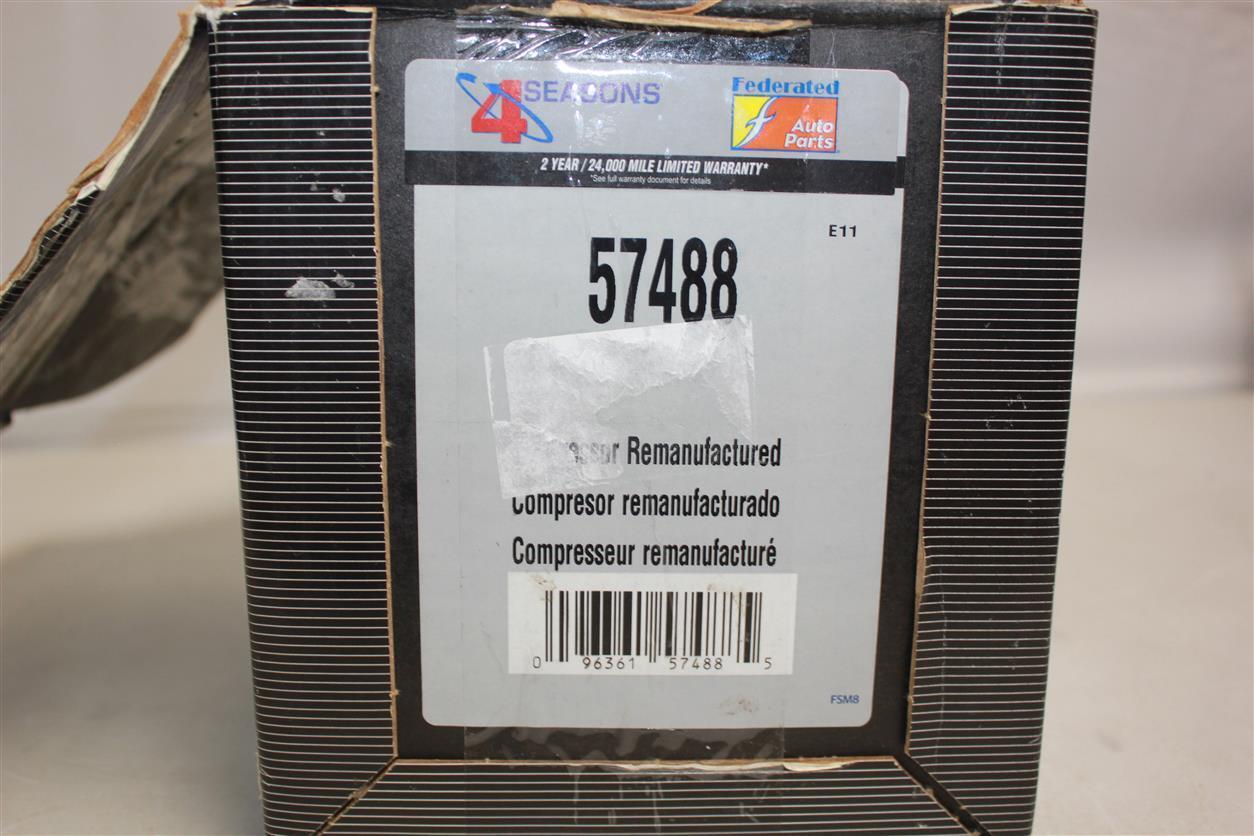 4 SEASONS
Federated
f Auto
Parts
2 YEAR / 24,000 MILE LIMITED WARRANTY*
*See full warranty document for details
E11
57488
Remanufactured
Compresor remanufacturado
Compresseur remanufacturé
0 96361 57488 5
FSM8